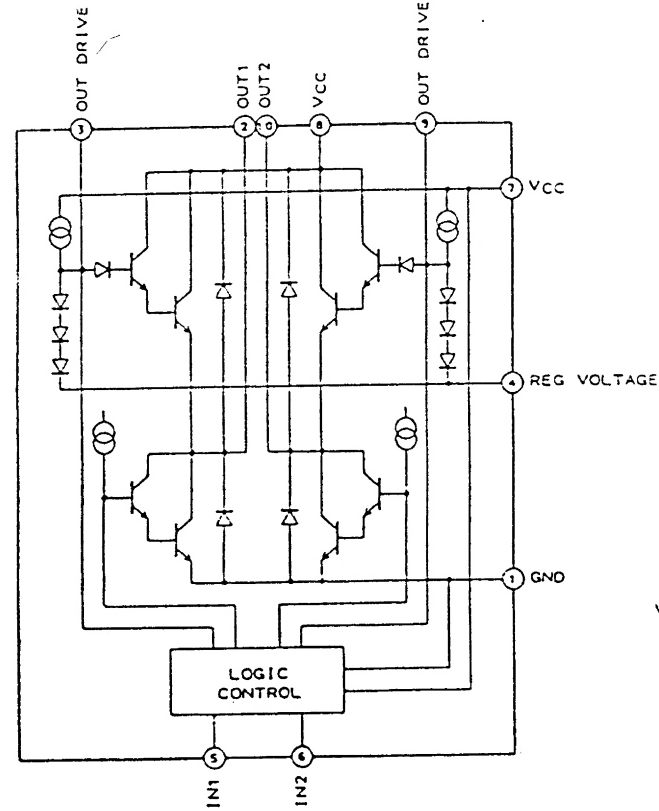 OUT DRIVE
OUT1
OUT2
VCC
OUT DRIVE
3
2
10
8
9
7 VCC
4 REG VOLTAGE
1 GND
LOGIC
CONTROL
5
6
IN1
IN2